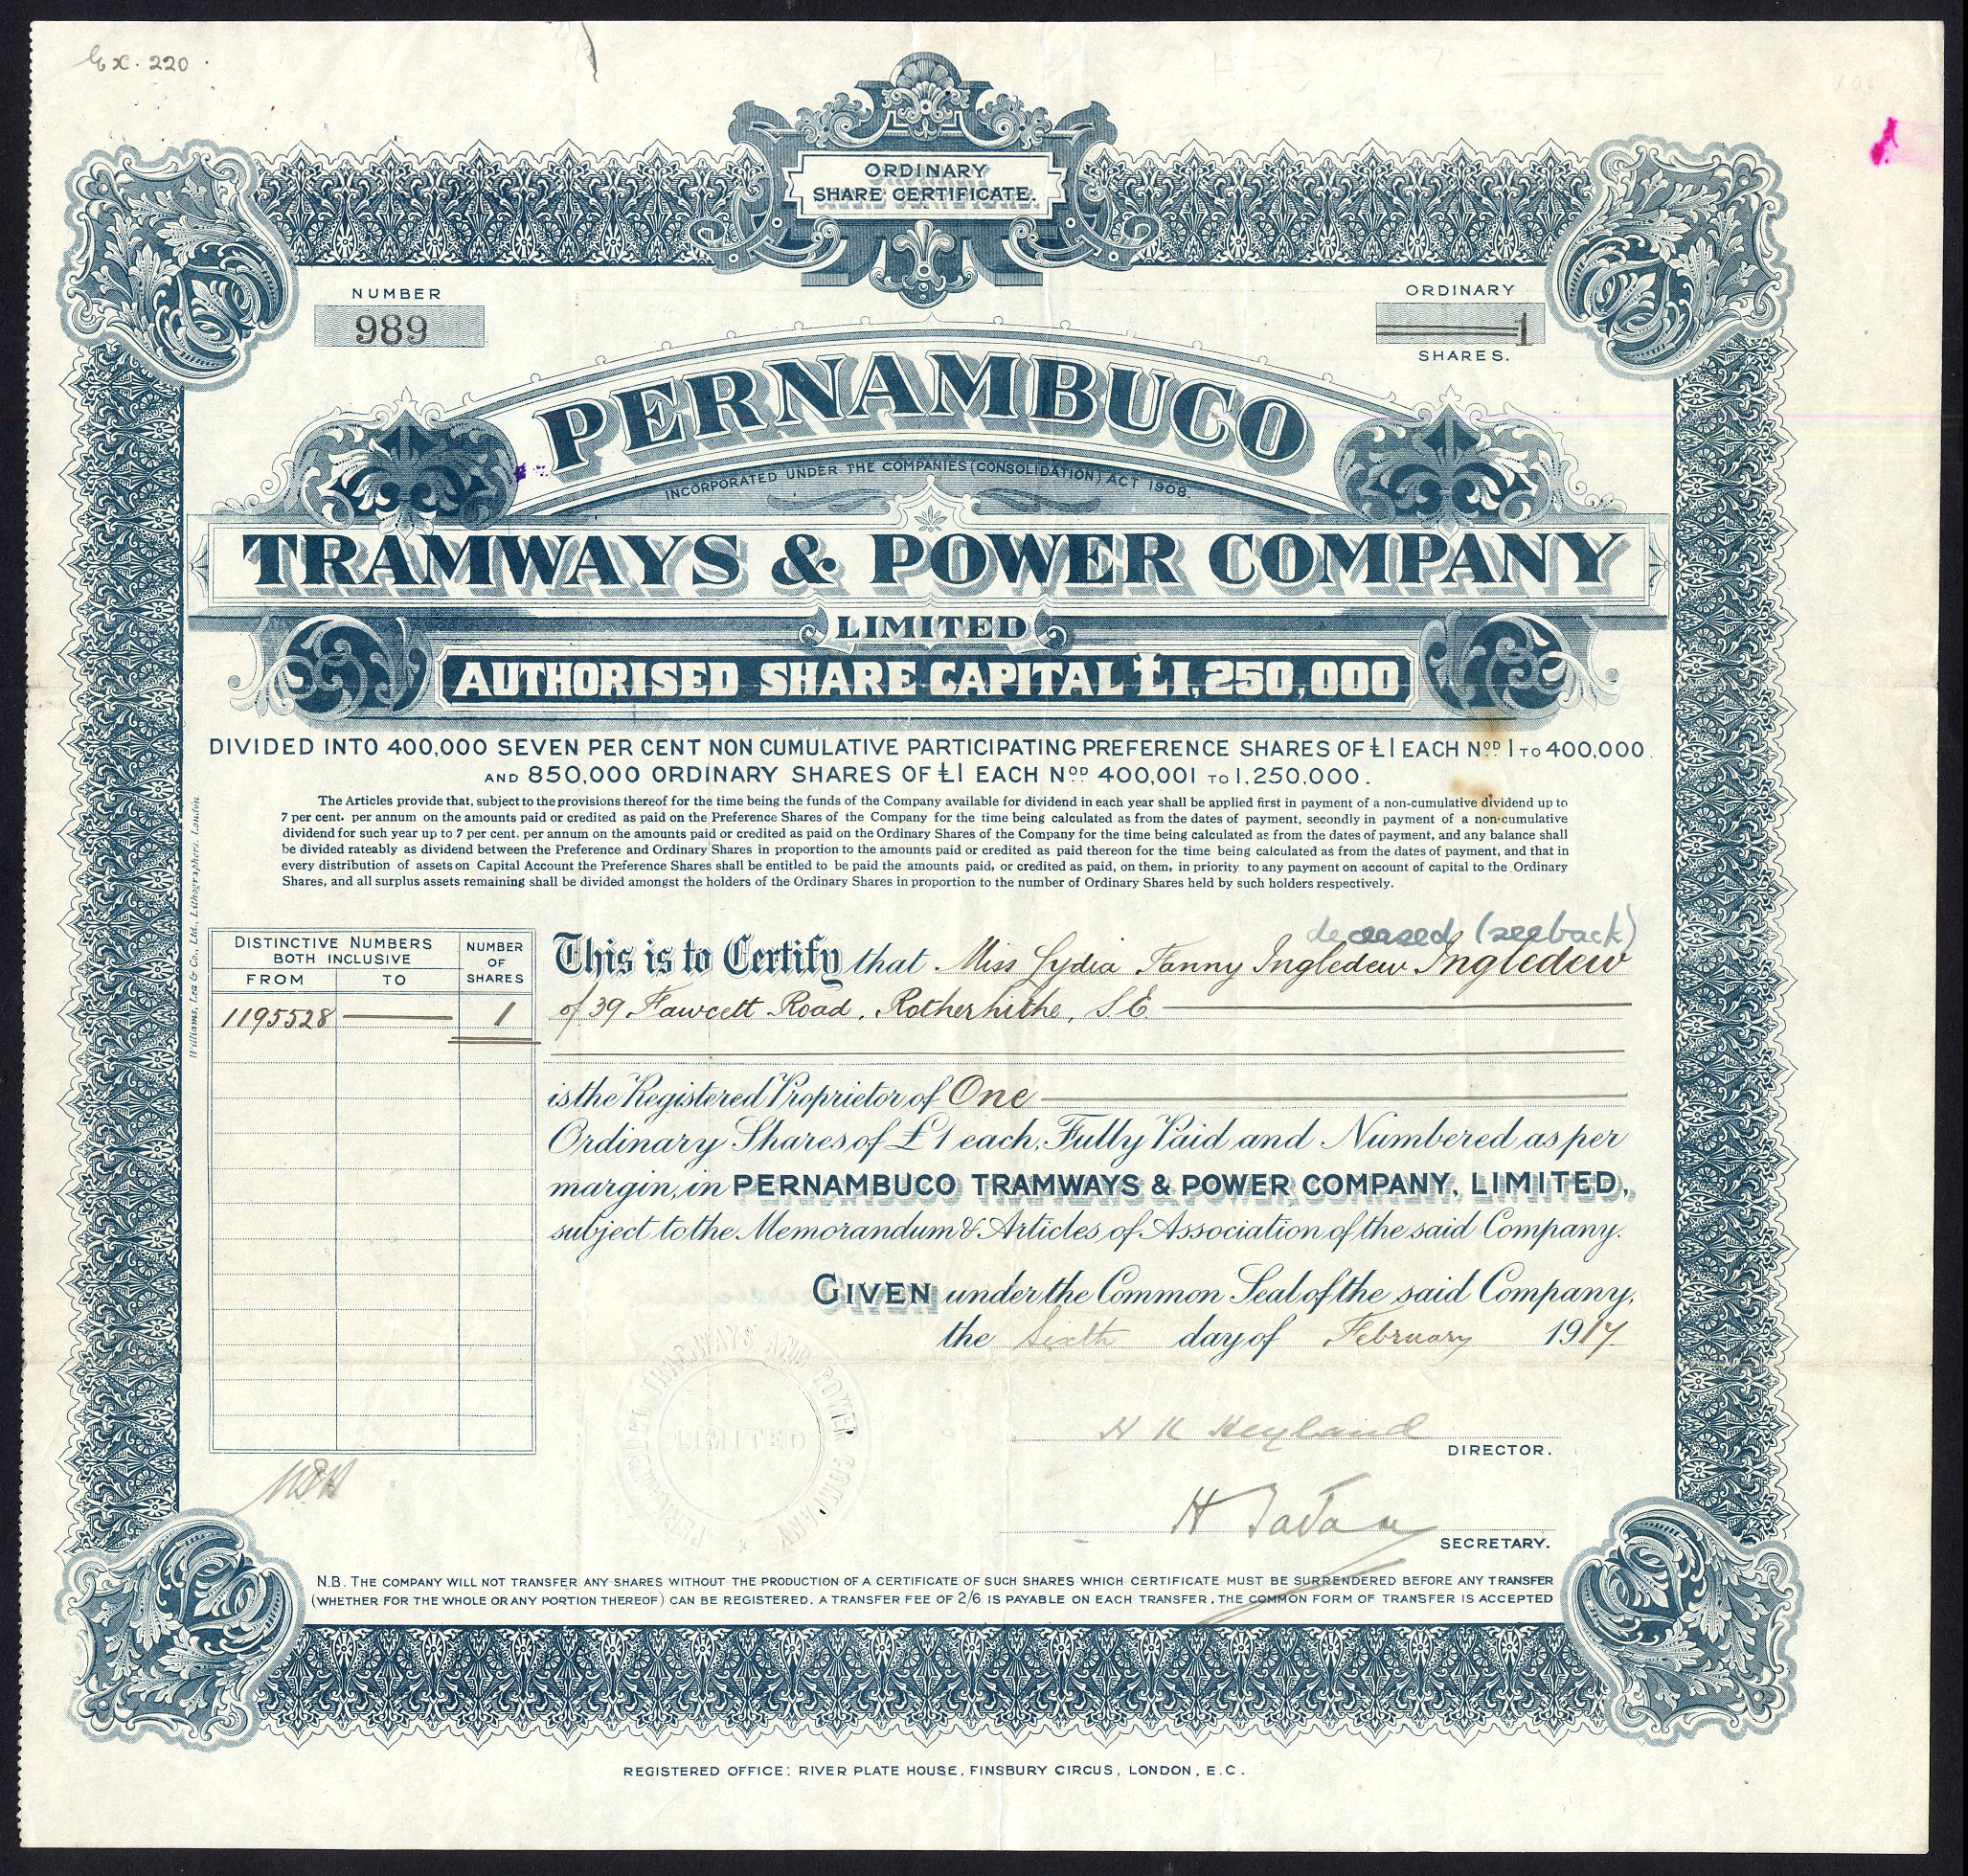 Ex. 220
ORDINARY
SHARE CERTIFICATE.
NUMBER
989
ORDINARY
1
SHARES.
PERNAMBUCO
INCORPORATED UNDER THE COMPANIES (CONSOLIDATION) ACT 1908.
TRAMWAYS & POWER COMPANY
LIMITED
AUTHORISED SHARE CAPITAL £1,250,000
DIVIDED INTO 400,000 SEVEN PER CENT NON CUMULATIVE PARTICIPATING PREFERENCE SHARES OF £1 EACH NOD 1 TO 400,000
AND 850,000 ORDINARY SHARES OF £1 EACH NOD 400,001 TO 1,250,000.
The Articles provide that, subject to the provisions thereof for the time being the funds of the Company available for dividend in each year shall be applied first in payment of a non-cumulative dividend up to
7 per cent. per annum on the amounts paid or credited as paid on the Preference Shares of the Company for the time being calculated as from the dates of payment, secondly in payment of a non-cumulative
dividend for such year up to 7 per cent. per annum on the amounts paid or credited as paid on the Ordinary Shares of the Company for the time being calculated as from the dates of payment, and any balance shall
be divided rateably as dividend between the Preference and Ordinary Shares in proportion to the amounts paid or credited as paid thereon for the time being calculated as from the dates of payment, and that in
every distribution of assets on Capital Account the Preference Shares shall be entitled to be paid the amounts paid, or credited as paid, on them, in priority to any payment on account of capital to the Ordinary
Shares, and all surplus assets remaining shall be divided amongst the holders of the Ordinary Shares in proportion to the number of Ordinary Shares held by such holders respectively.
Williams, Lea & Co., Ltd., Lithographers, London
DISTINCTIVE NUMBERS
BOTH INCLUSIVE
FROM TO
NUMBER
OF
SHARES
1195528 1
deceased (see back)
This is to Certify that Miss Lydia Fanny Ingledew Ingledew
of 39 Fawcett Road, Rotherhithe, S.E
is the Registered Proprietor of One
Ordinary Shares of £1 each, Fully Paid and Numbered as per
margin, in PERNAMBUCO TRAMWAYS & POWER COMPANY, LIMITED,
subject to the Memorandum & Articles of Association of the said Company.
GIVEN under the Common Seal of the said Company,
the Sixth day of February 1917.
PERNAMBUCO TRAMWAYS AND POWER COMPANY
LIMITED
DIRECTOR.
SECRETARY.
N.B. THE COMPANY WILL NOT TRANSFER ANY SHARES WITHOUT THE PRODUCTION OF A CERTIFICATE OF SUCH SHARES WHICH CERTIFICATE MUST BE SURRENDERED BEFORE ANY TRANSFER
(WHETHER FOR THE WHOLE OR ANY PORTION THEREOF) CAN BE REGISTERED. A TRANSFER FEE OF 2/6 IS PAYABLE ON EACH TRANSFER. THE COMMON FORM OF TRANSFER IS ACCEPTED
REGISTERED OFFICE: RIVER PLATE HOUSE, FINSBURY CIRCUS, LONDON, E.C.